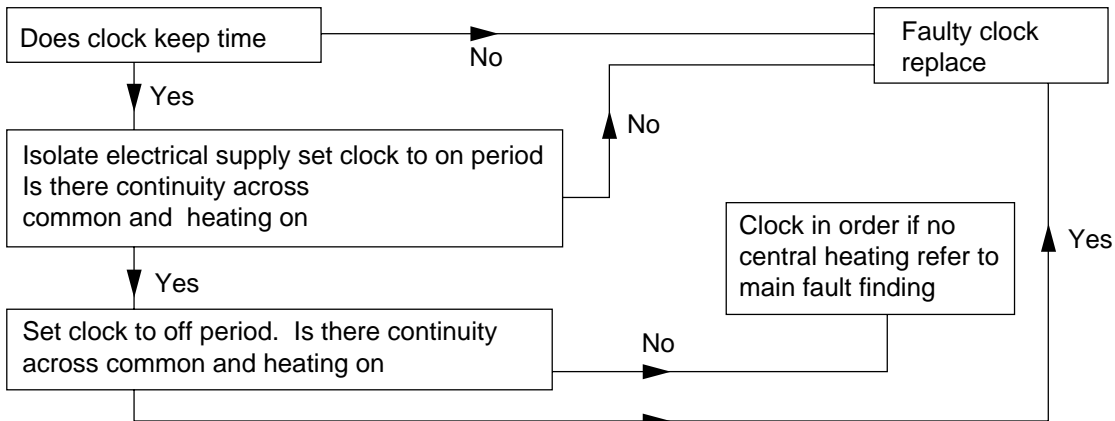 Does clock keep time
No
Faulty clock
replace
Yes
Isolate electrical supply set clock to on period
Is there continuity across
common and heating on
No
Clock in order if no
central heating refer to
main fault finding
Yes
Yes
Set clock to off period. Is there continuity
across common and heating on
No